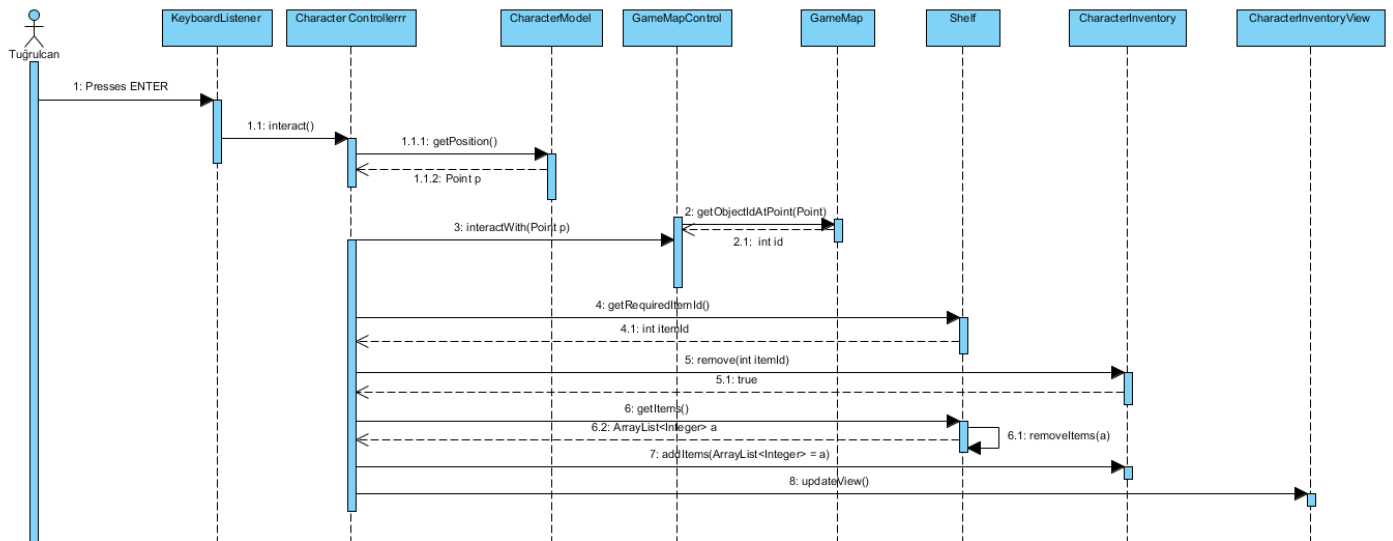 KeyboardListener
Character Controllerrr
CharacterModel
GameMapControl
GameMap
Shelf
CharacterInventory
CharacterInventoryView
Tuğrulcan
1: Presses ENTER
1.1: interact()
1.1.1: getPosition()
1.1.2: Point p
2: getObjectIdAtPoint(Point)
3: interactWith(Point p)
2.1: int id
4: getRequiredItemId()
4.1: int itemId
5: remove(int itemId)
5.1: true
6: getItems()
6.2: ArrayList<Integer> a
6.1: removeItems(a)
7: addItems(ArrayList<Integer> = a)
8: updateView()